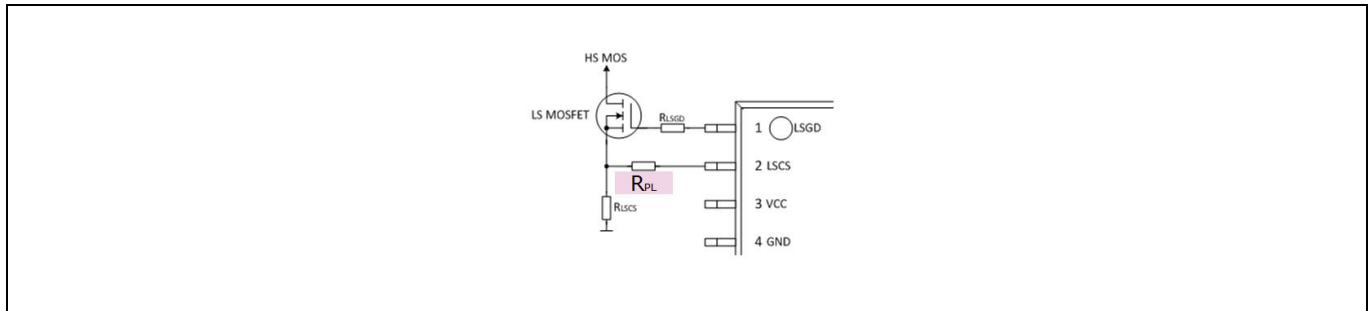 HS MOS
LS MOSFET
RLSGD
1 LSGD
2 LSCS
RPL
RLSCS
3 VCC
4 GND